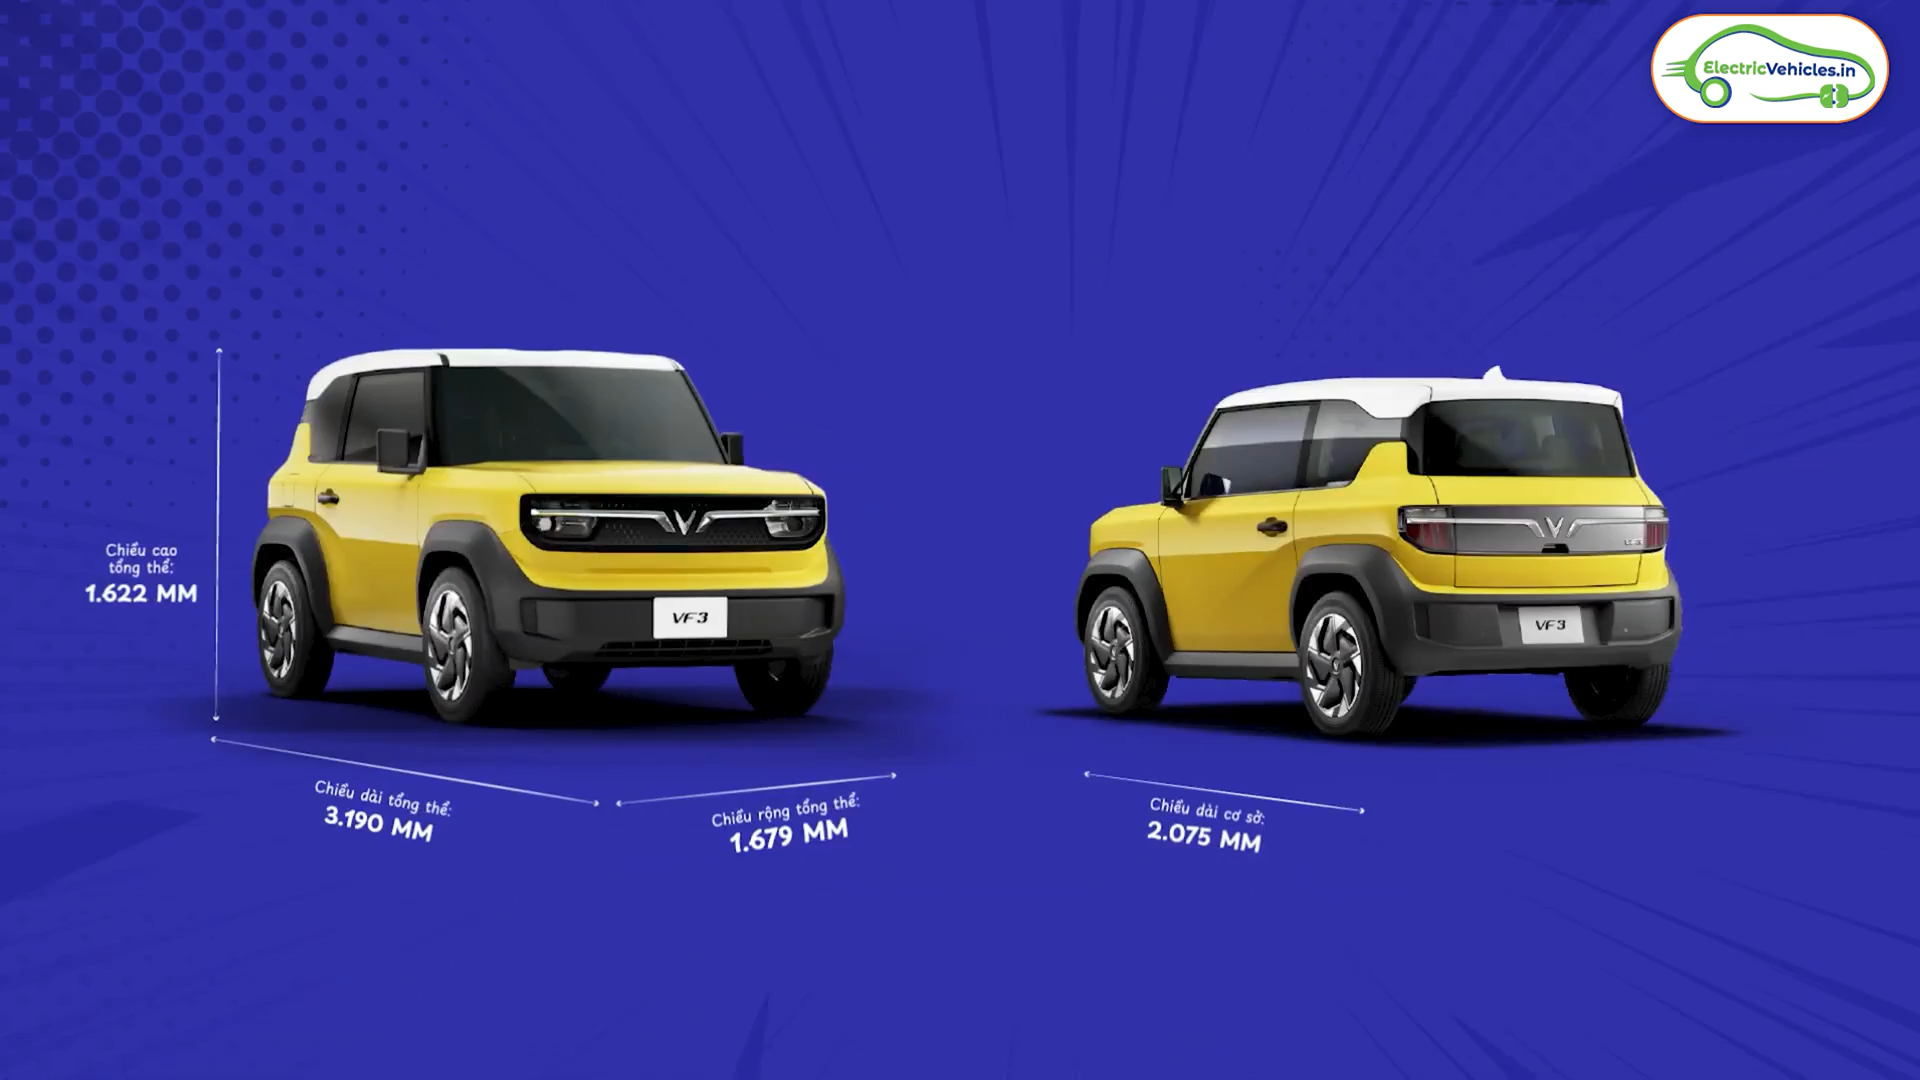 ElectricVehicles.in
Chiều cao
tổng thể:
1.622 MM
VF3
VF3
Chiều dài tổng thể:
3.190 MM
Chiều rộng tổng thể:
1.679 MM
Chiều dài cơ sở:
2.075 MM